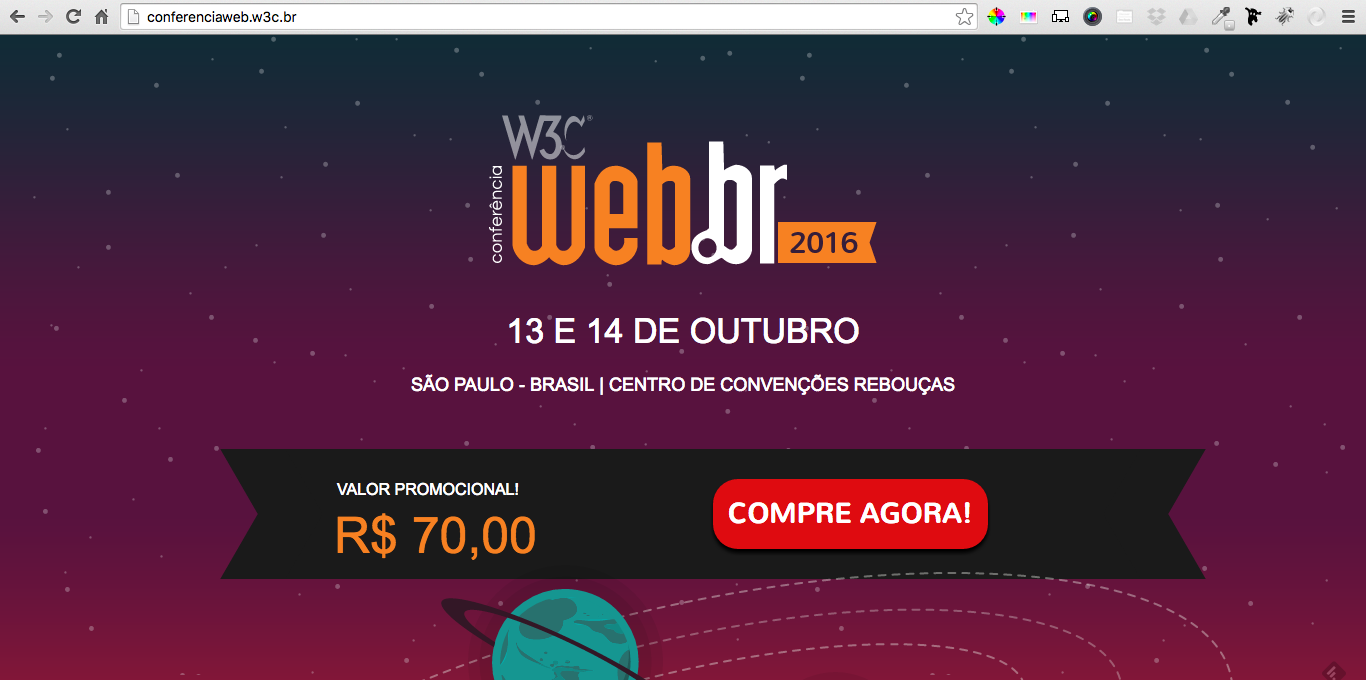 conferenciaweb.w3c.br
W3C®
conferência
web.br
2016
13 E 14 DE OUTUBRO
SÃO PAULO - BRASIL | CENTRO DE CONVENÇÕES REBOUÇAS
VALOR PROMOCIONAL!
R$ 70,00
COMPRE AGORA!